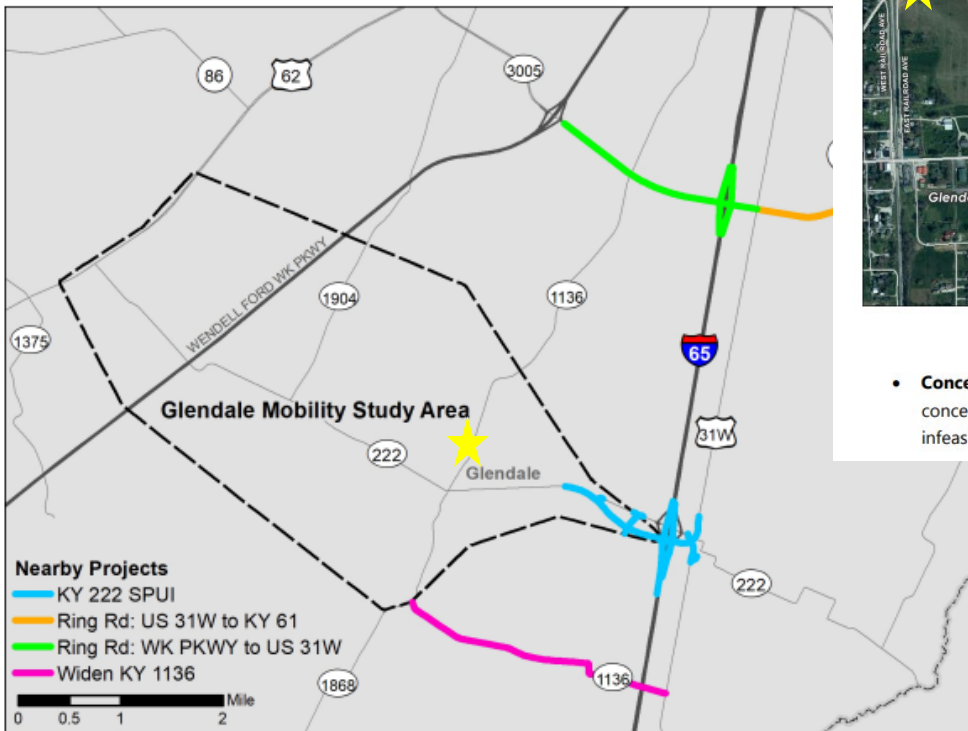 86
62
3005
1904
1136
1375
WENDELL FORD WK PKWY
65
Glendale Mobility Study Area
31W
222
Glendale
222
1136
1868
Nearby Projects
KY 222 SPUI
Ring Rd: US 31W to KY 61
Ring Rd: WK PKWY to US 31W
Widen KY 1136
Mile
0 0.5 1 2
WEST RAILROAD AVE
EAST RAILROAD AVE
Glend
• Conce
conce
infeas